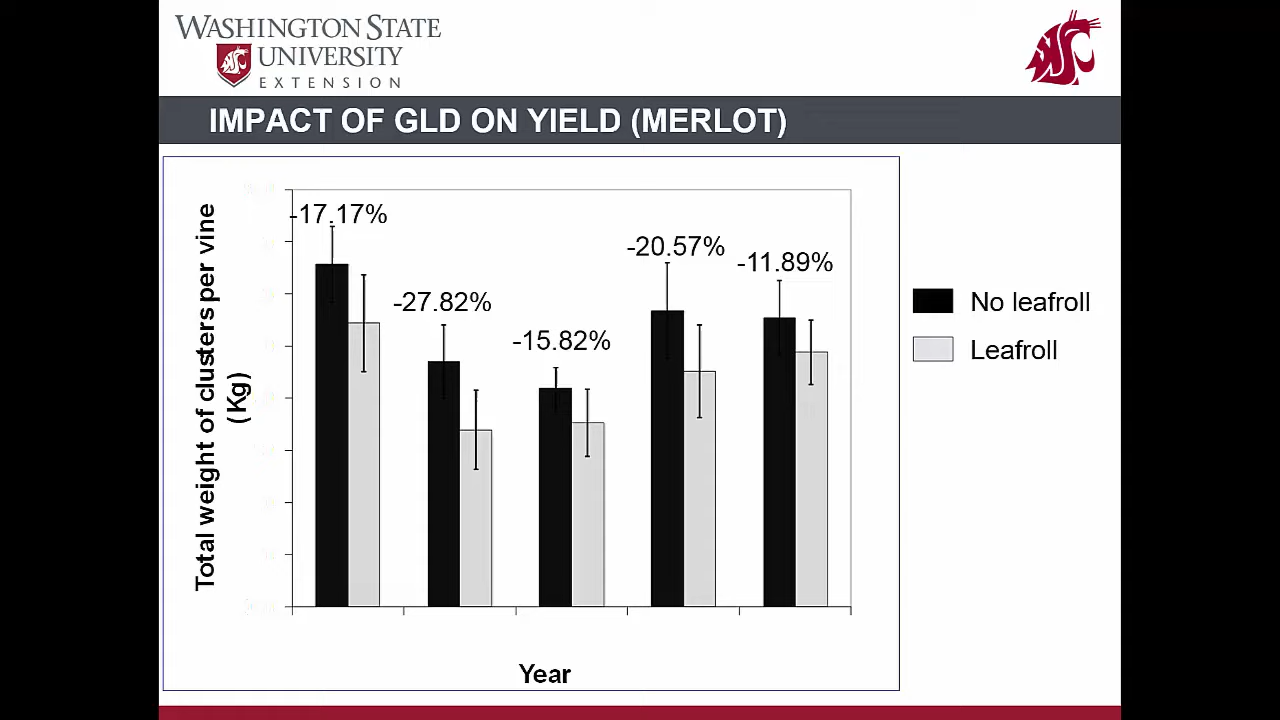 WASHINGTON STATE
UNIVERSITY
EXTENSION
IMPACT OF GLD ON YIELD (MERLOT)
Total weight of clusters per vine
(Kg)
-17.17%
-27.82%
-15.82%
-20.57%
-11.89%
No leafroll
Leafroll
Year